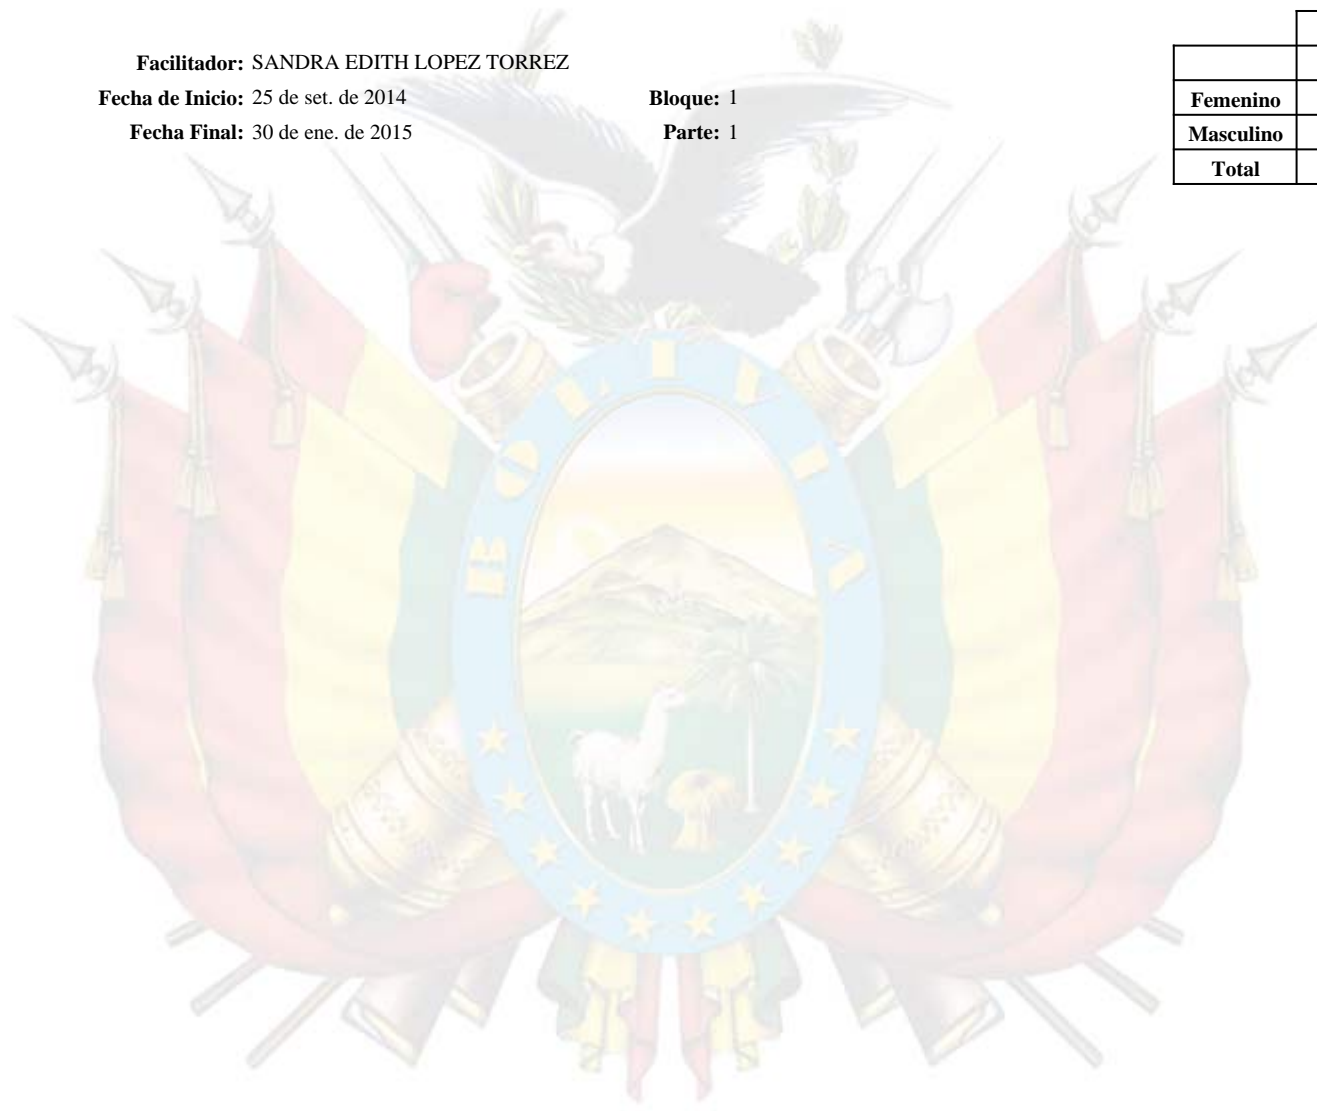 Facilitador: SANDRA EDITH LOPEZ TORREZ
Fecha de Inicio: 25 de set. de 2014 Bloque: 1
Fecha Final: 30 de ene. de 2015 Parte: 1
Femenino
Masculino
Total
BOLIVIA